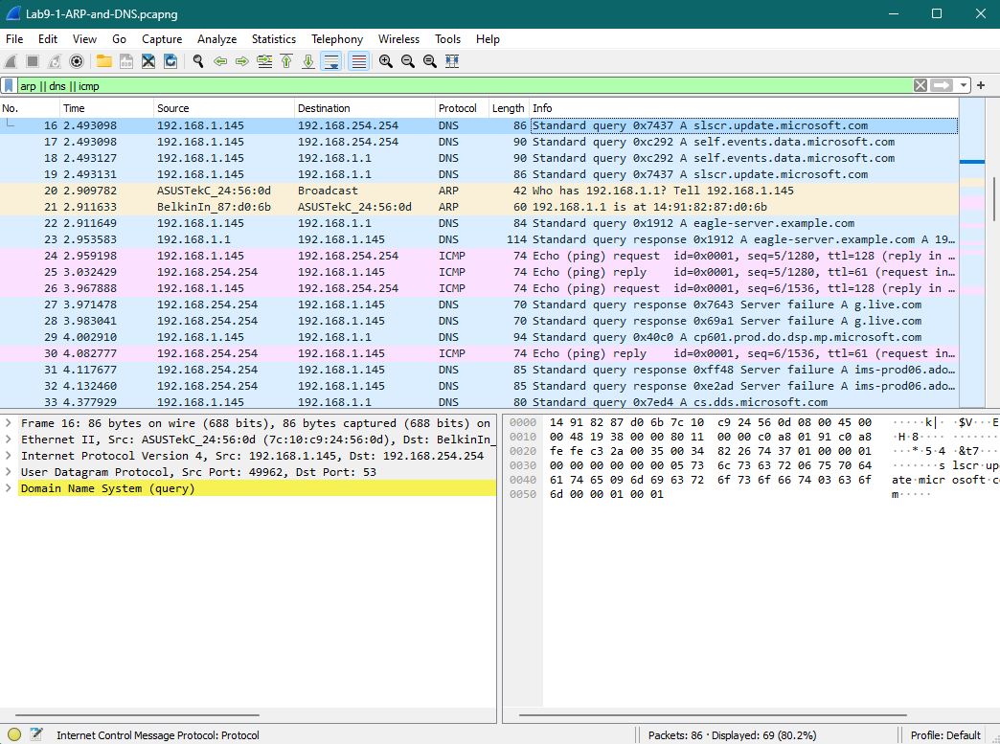 Lab9-1-ARP-and-DNS.pcapng
File Edit View Go Capture Analyze Statistics Telephony Wireless Tools Help
arp || dns || icmp
No. Time Source Destination Protocol Length Info
16 2.493098 192.168.1.145 192.168.254.254 DNS 86 Standard query 0x7437 A slscr.update.microsoft.com
17 2.493098 192.168.1.145 192.168.254.254 DNS 90 Standard query 0xc292 A self.events.data.microsoft.com
18 2.493127 192.168.1.145 192.168.1.1 DNS 90 Standard query 0xc292 A self.events.data.microsoft.com
19 2.493131 192.168.1.145 192.168.1.1 DNS 86 Standard query 0x7437 A slscr.update.microsoft.com
20 2.909782 ASUSTekC_24:56:0d Broadcast ARP 42 Who has 192.168.1.1? Tell 192.168.1.145
21 2.911633 BelkinIn_87:d0:6b ASUSTekC_24:56:0d ARP 60 192.168.1.1 is at 14:91:82:87:d0:6b
22 2.911649 192.168.1.145 192.168.1.1 DNS 84 Standard query 0x1912 A eagle-server.example.com
23 2.953583 192.168.1.1 192.168.1.145 DNS 114 Standard query response 0x1912 A eagle-server.example.com A 19…
24 2.959198 192.168.1.145 192.168.254.254 ICMP 74 Echo (ping) request id=0x0001, seq=5/1280, ttl=128 (reply in …
25 3.032429 192.168.254.254 192.168.1.145 ICMP 74 Echo (ping) reply id=0x0001, seq=5/1280, ttl=61 (request in…
26 3.967888 192.168.1.145 192.168.254.254 ICMP 74 Echo (ping) request id=0x0001, seq=6/1536, ttl=128 (reply in …
27 3.971478 192.168.254.254 192.168.1.145 DNS 70 Standard query response 0x7643 Server failure A g.live.com
28 3.983041 192.168.254.254 192.168.1.145 DNS 70 Standard query response 0x69a1 Server failure A g.live.com
29 4.002910 192.168.1.145 192.168.1.1 DNS 94 Standard query 0x40c0 A cp601.prod.do.dsp.mp.microsoft.com
30 4.082777 192.168.254.254 192.168.1.145 ICMP 74 Echo (ping) reply id=0x0001, seq=6/1536, ttl=61 (request in…
31 4.117677 192.168.254.254 192.168.1.145 DNS 85 Standard query response 0xff48 Server failure A ims-prod06.ado…
32 4.132460 192.168.254.254 192.168.1.145 DNS 85 Standard query response 0xe2ad Server failure A ims-prod06.ado…
33 4.377929 192.168.1.145 192.168.1.1 DNS 80 Standard query 0x7ed4 A cs.dds.microsoft.com
Frame 16: 86 bytes on wire (688 bits), 86 bytes captured (688 bits) on
Ethernet II, Src: ASUSTekC_24:56:0d (7c:10:c9:24:56:0d), Dst: BelkinIn_
Internet Protocol Version 4, Src: 192.168.1.145, Dst: 192.168.254.254
User Datagram Protocol, Src Port: 49962, Dst Port: 53
Domain Name System (query)
0000 14 91 82 87 d0 6b 7c 10 c9 24 56 0d 08 00 45 00 ·····k|· ·$V···E
0010 00 48 19 38 00 00 80 11 00 00 c0 a8 01 91 c0 a8 ·H·8···· ········
0020 fe fe c3 2a 00 35 00 34 82 26 74 37 01 00 00 01 ···*·5·4 ·&t7····
0030 00 00 00 00 00 00 05 73 6c 73 63 72 06 75 70 64 ·······s lscr·up
0040 61 74 65 09 6d 69 63 72 6f 73 6f 66 74 03 63 6f ate·micr osoft·c
0050 6d 00 00 01 00 01 m·····
Internet Control Message Protocol: Protocol
Packets: 86 · Displayed: 69 (80.2%)
Profile: Default